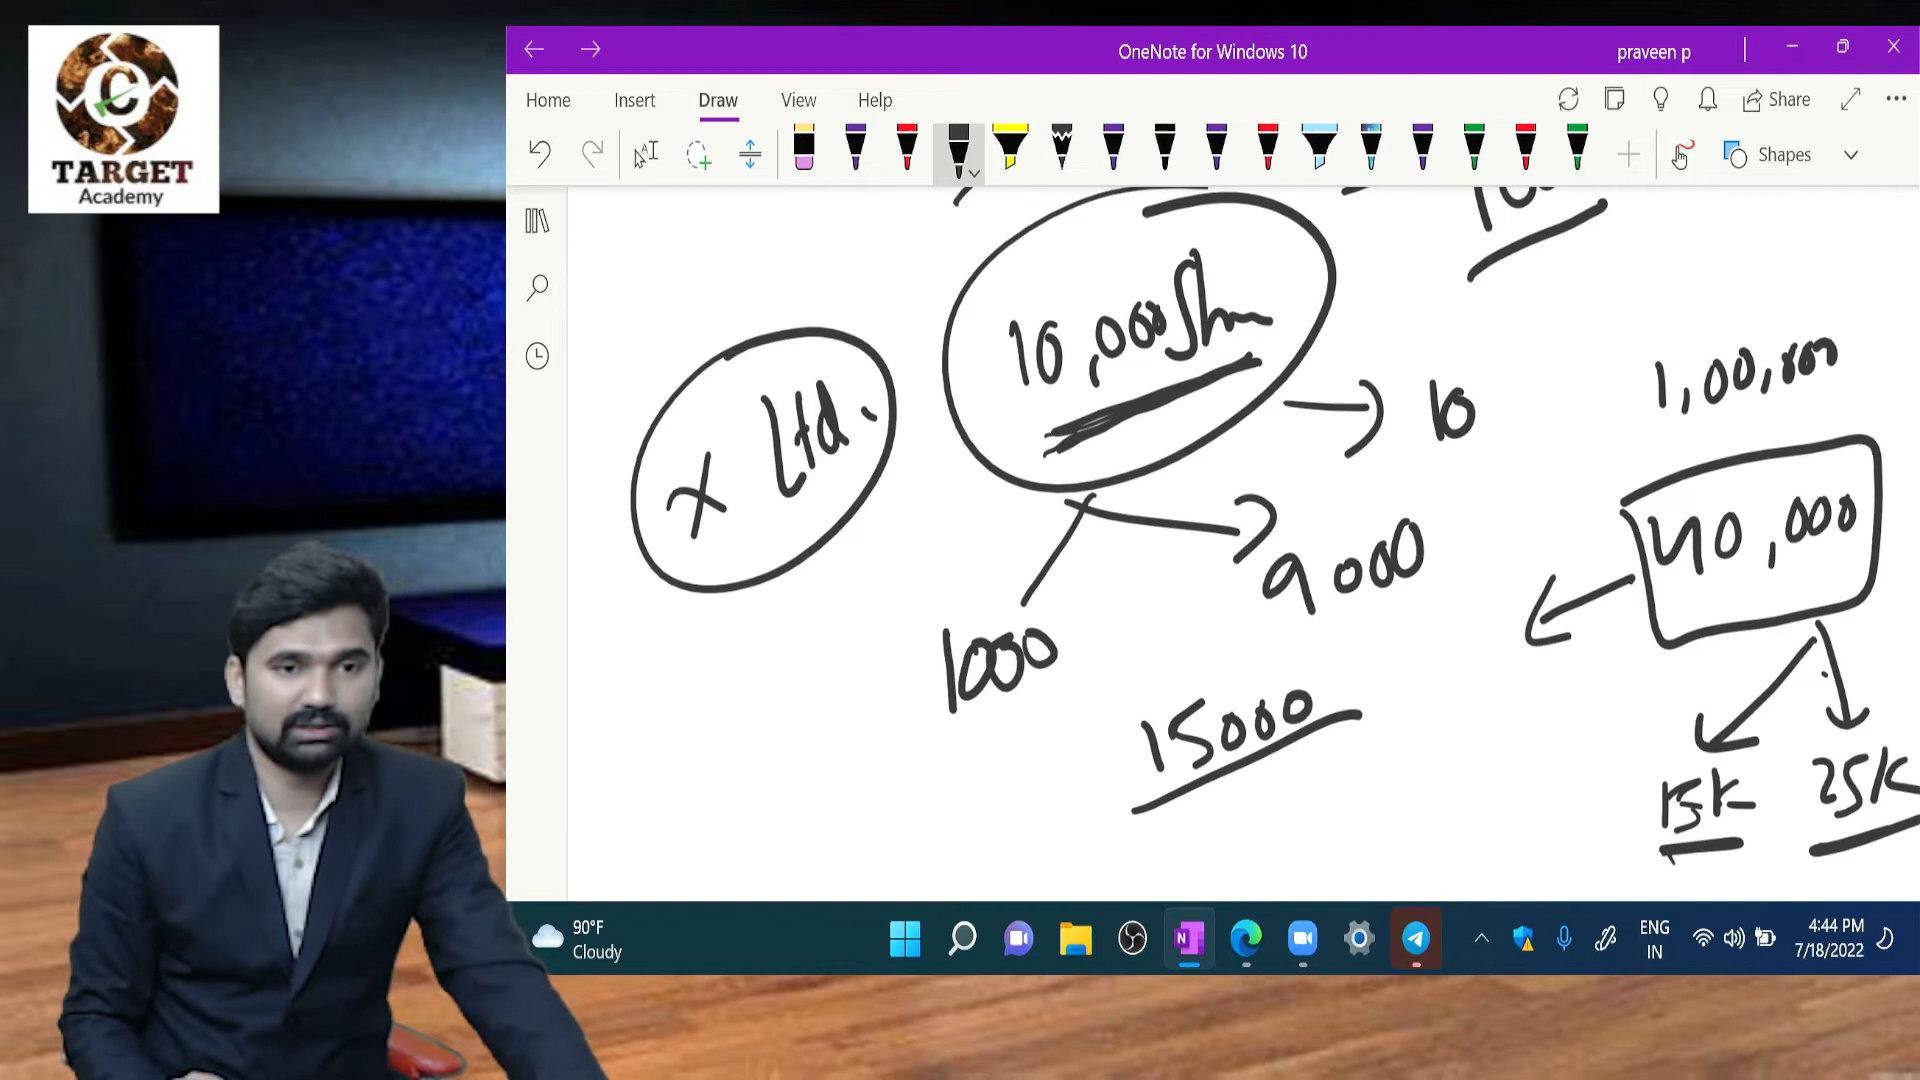 TARGET
Academy
OneNote for Windows 10
praveen p
Home Insert Draw View Help
Share
Shapes
10,000
X Ltd.
10
1,00,000
9000
40,000
1000
15000
15K
25K
90°F
Cloudy
ENG
IN
4:44 PM
7/18/2022